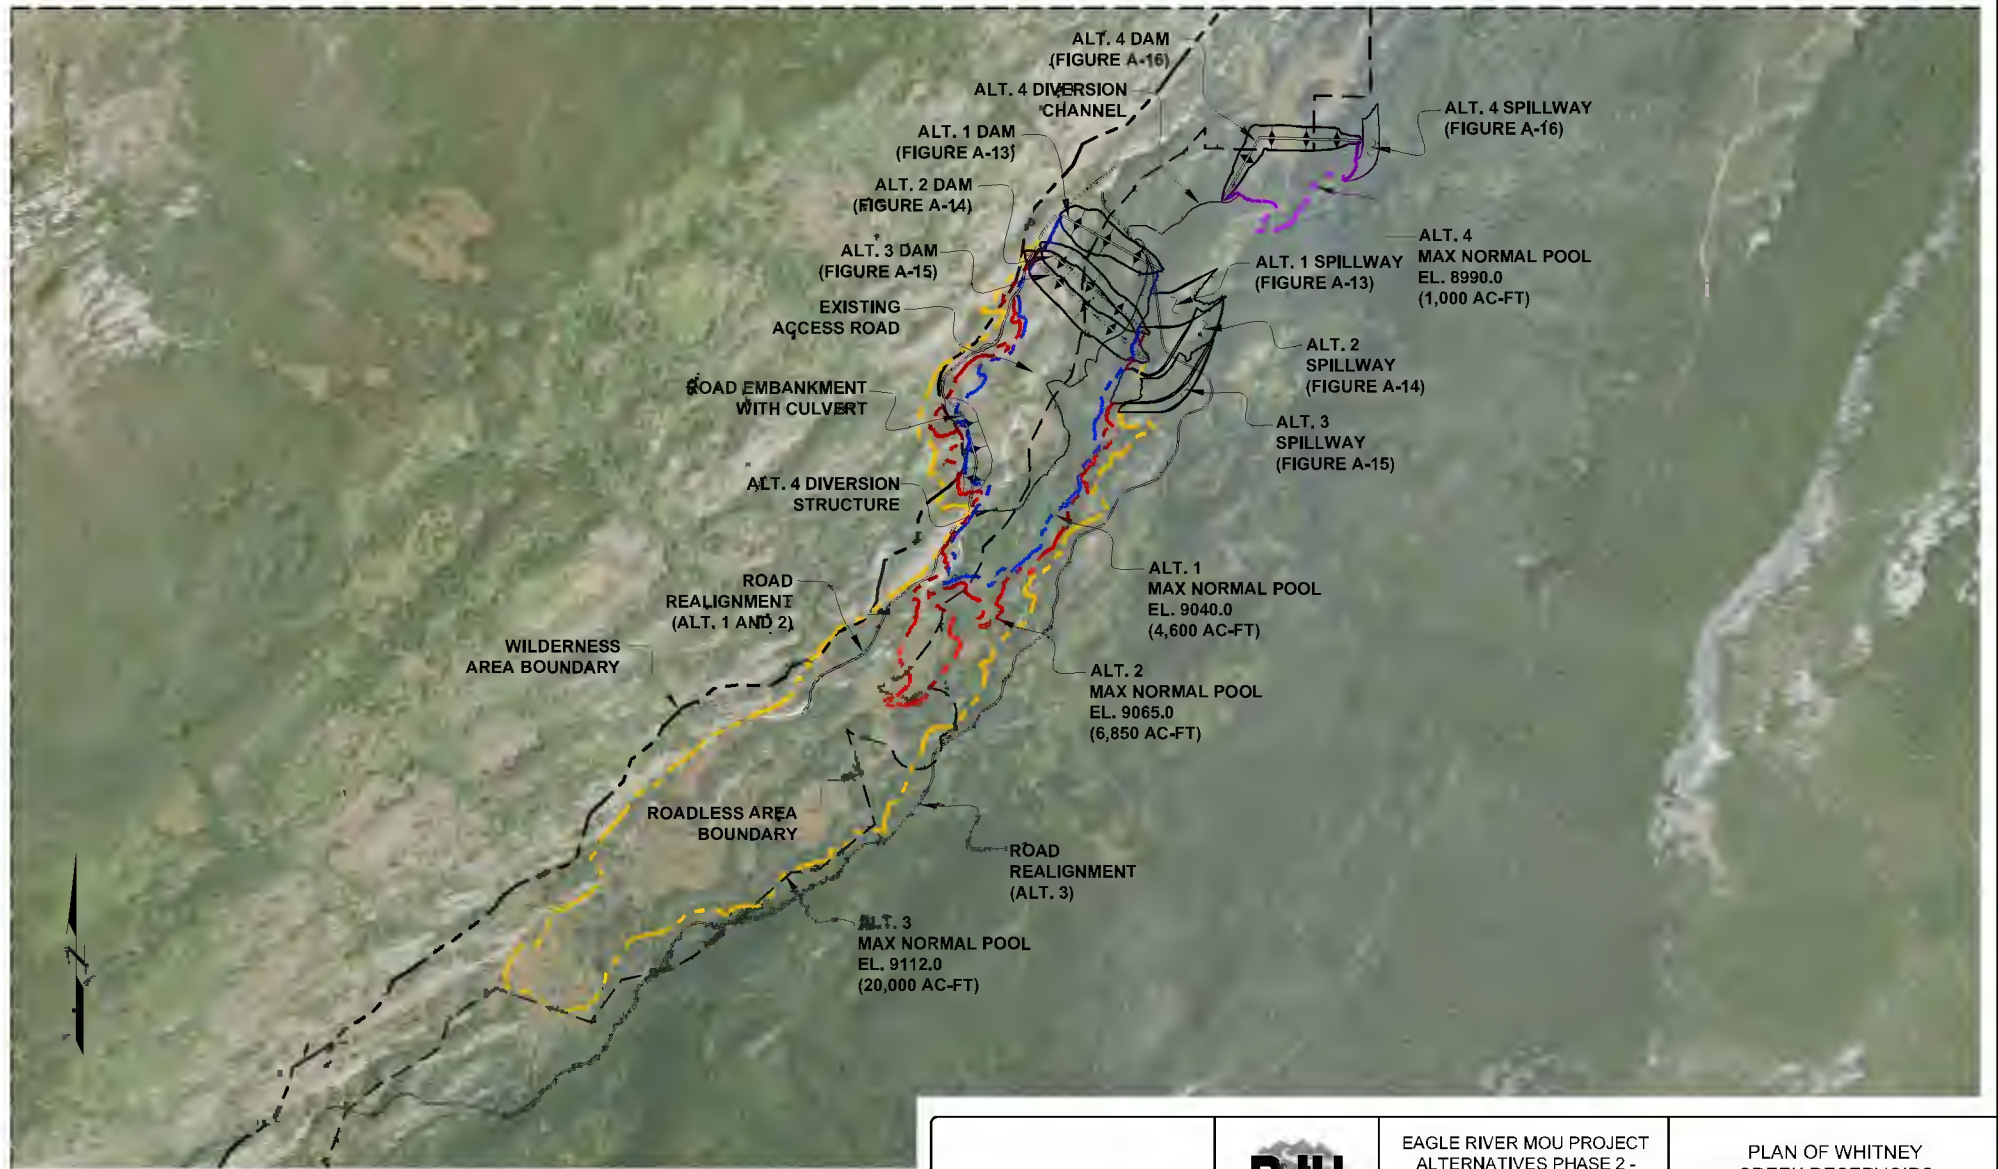 ALT. 4 DAM
(FIGURE A-16)
ALT. 4 DIVERSION
CHANNEL
ALT. 1 DAM
(FIGURE A-13)
ALT. 2 DAM
(FIGURE A-14)
ALT. 3 DAM
(FIGURE A-15)
EXISTING
ACCESS ROAD
ROAD EMBANKMENT
WITH CULVERT
ALT. 4 DIVERSION
STRUCTURE
ROAD
REALIGNMENT
(ALT. 1 AND 2)
WILDERNESS
AREA BOUNDARY
ROADLESS AREA
BOUNDARY
ALT. 4 SPILLWAY
(FIGURE A-16)
ALT. 4
MAX NORMAL POOL
EL. 8990.0
(1,000 AC-FT)
ALT. 1 SPILLWAY
(FIGURE A-13)
ALT. 2
SPILLWAY
(FIGURE A-14)
ALT. 3
SPILLWAY
(FIGURE A-15)
ALT. 1
MAX NORMAL POOL
EL. 9040.0
(4,600 AC-FT)
ALT. 2
MAX NORMAL POOL
EL. 9065.0
(6,850 AC-FT)
ROAD
REALIGNMENT
(ALT. 3)
ALT. 3
MAX NORMAL POOL
EL. 9112.0
(20,000 AC-FT)
N
EAGLE RIVER MOU PROJECT
ALTERNATIVES PHASE 2 -
PLAN OF WHITNEY
CREEK RESERVOIRS